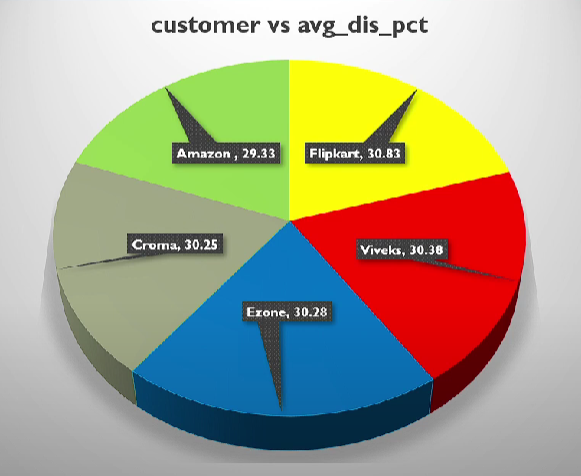 customer vs avg_dis_pct
Amazon , 29.33
Flipkart, 30.83
Croma, 30.25
Viveks, 30.38
Ezone, 30.28